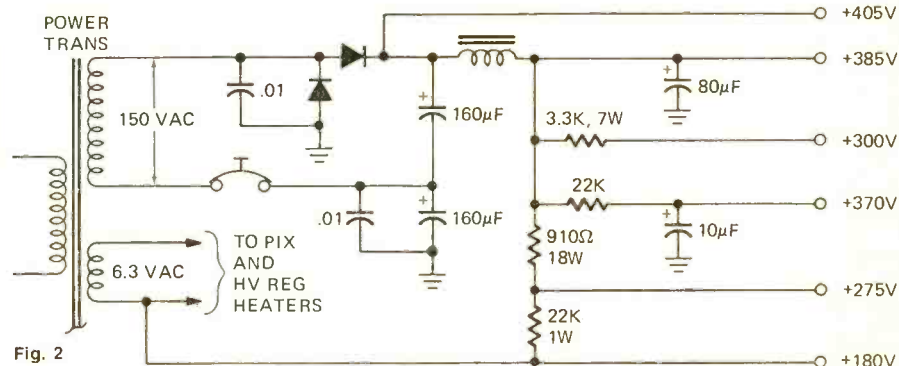 POWER
TRANS
150 VAC
.01
160µF
+405V
+385V
80µF
3.3K, 7W
+300V
22K
+370V
.01
160µF
10µF
910Ω
18W
6.3 VAC
TO PIX
AND
HV REG
HEATERS
+275V
22K
1W
Fig. 2
+180V